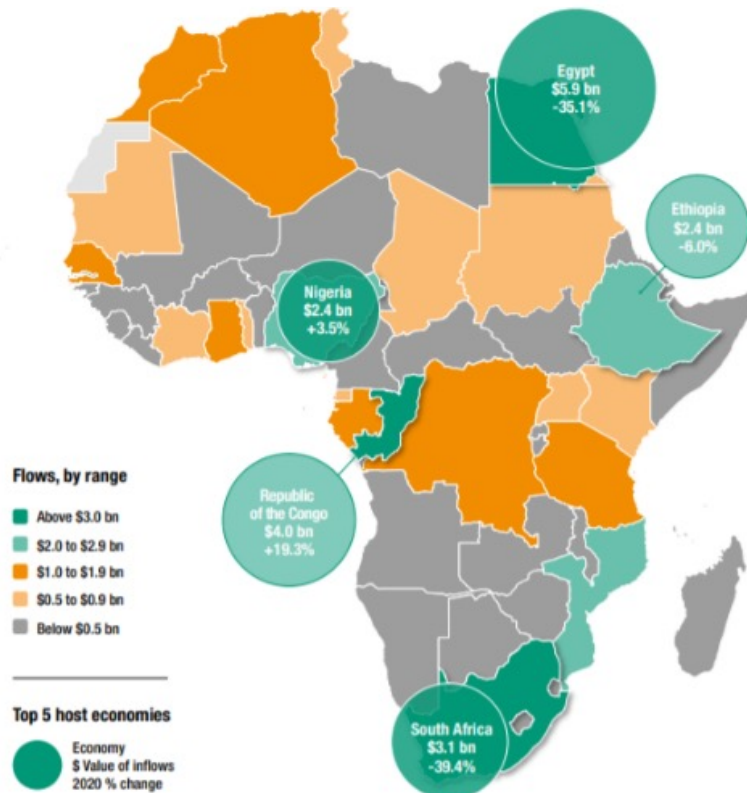 Egypt
$5.9 bn
-35.1%
Ethiopia
$2.4 bn
-6.0%
Nigeria
$2.4 bn
+3.5%
Republic
of the Congo
$4.0 bn
+19.3%
South Africa
$3.1 bn
-39.4%
Flows, by range
Above $3.0 bn
$2.0 to $2.9 bn
$1.0 to $1.9 bn
$0.5 to $0.9 bn
Below $0.5 bn
Top 5 host economies
Economy
$ Value of inflows
2020 % change